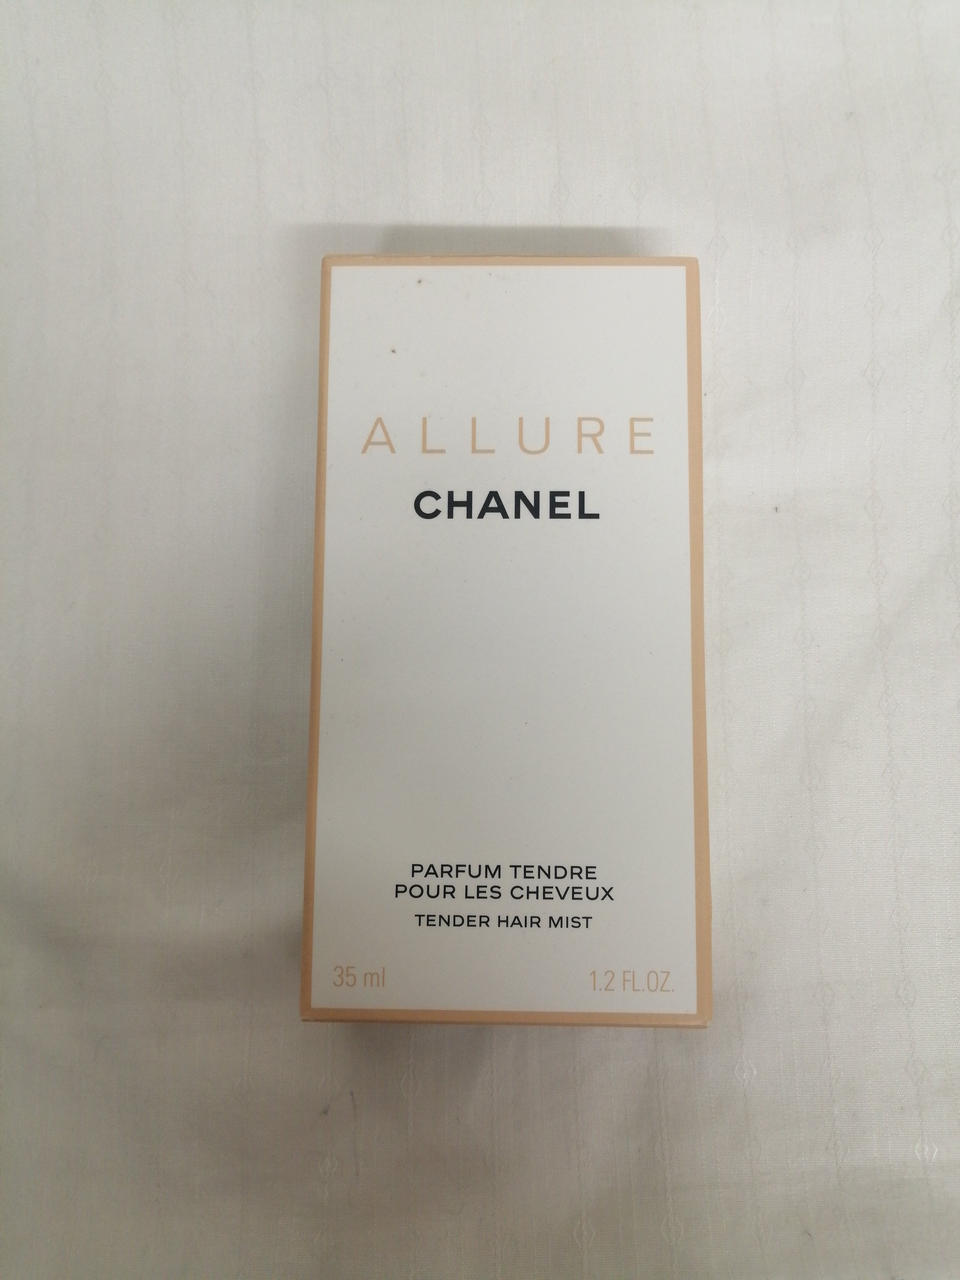 ALLURE
CHANEL
PARFUM TENDRE
POUR LES CHEVEUX
TENDER HAIR MIST
35 ml 1.2 FL.OZ.